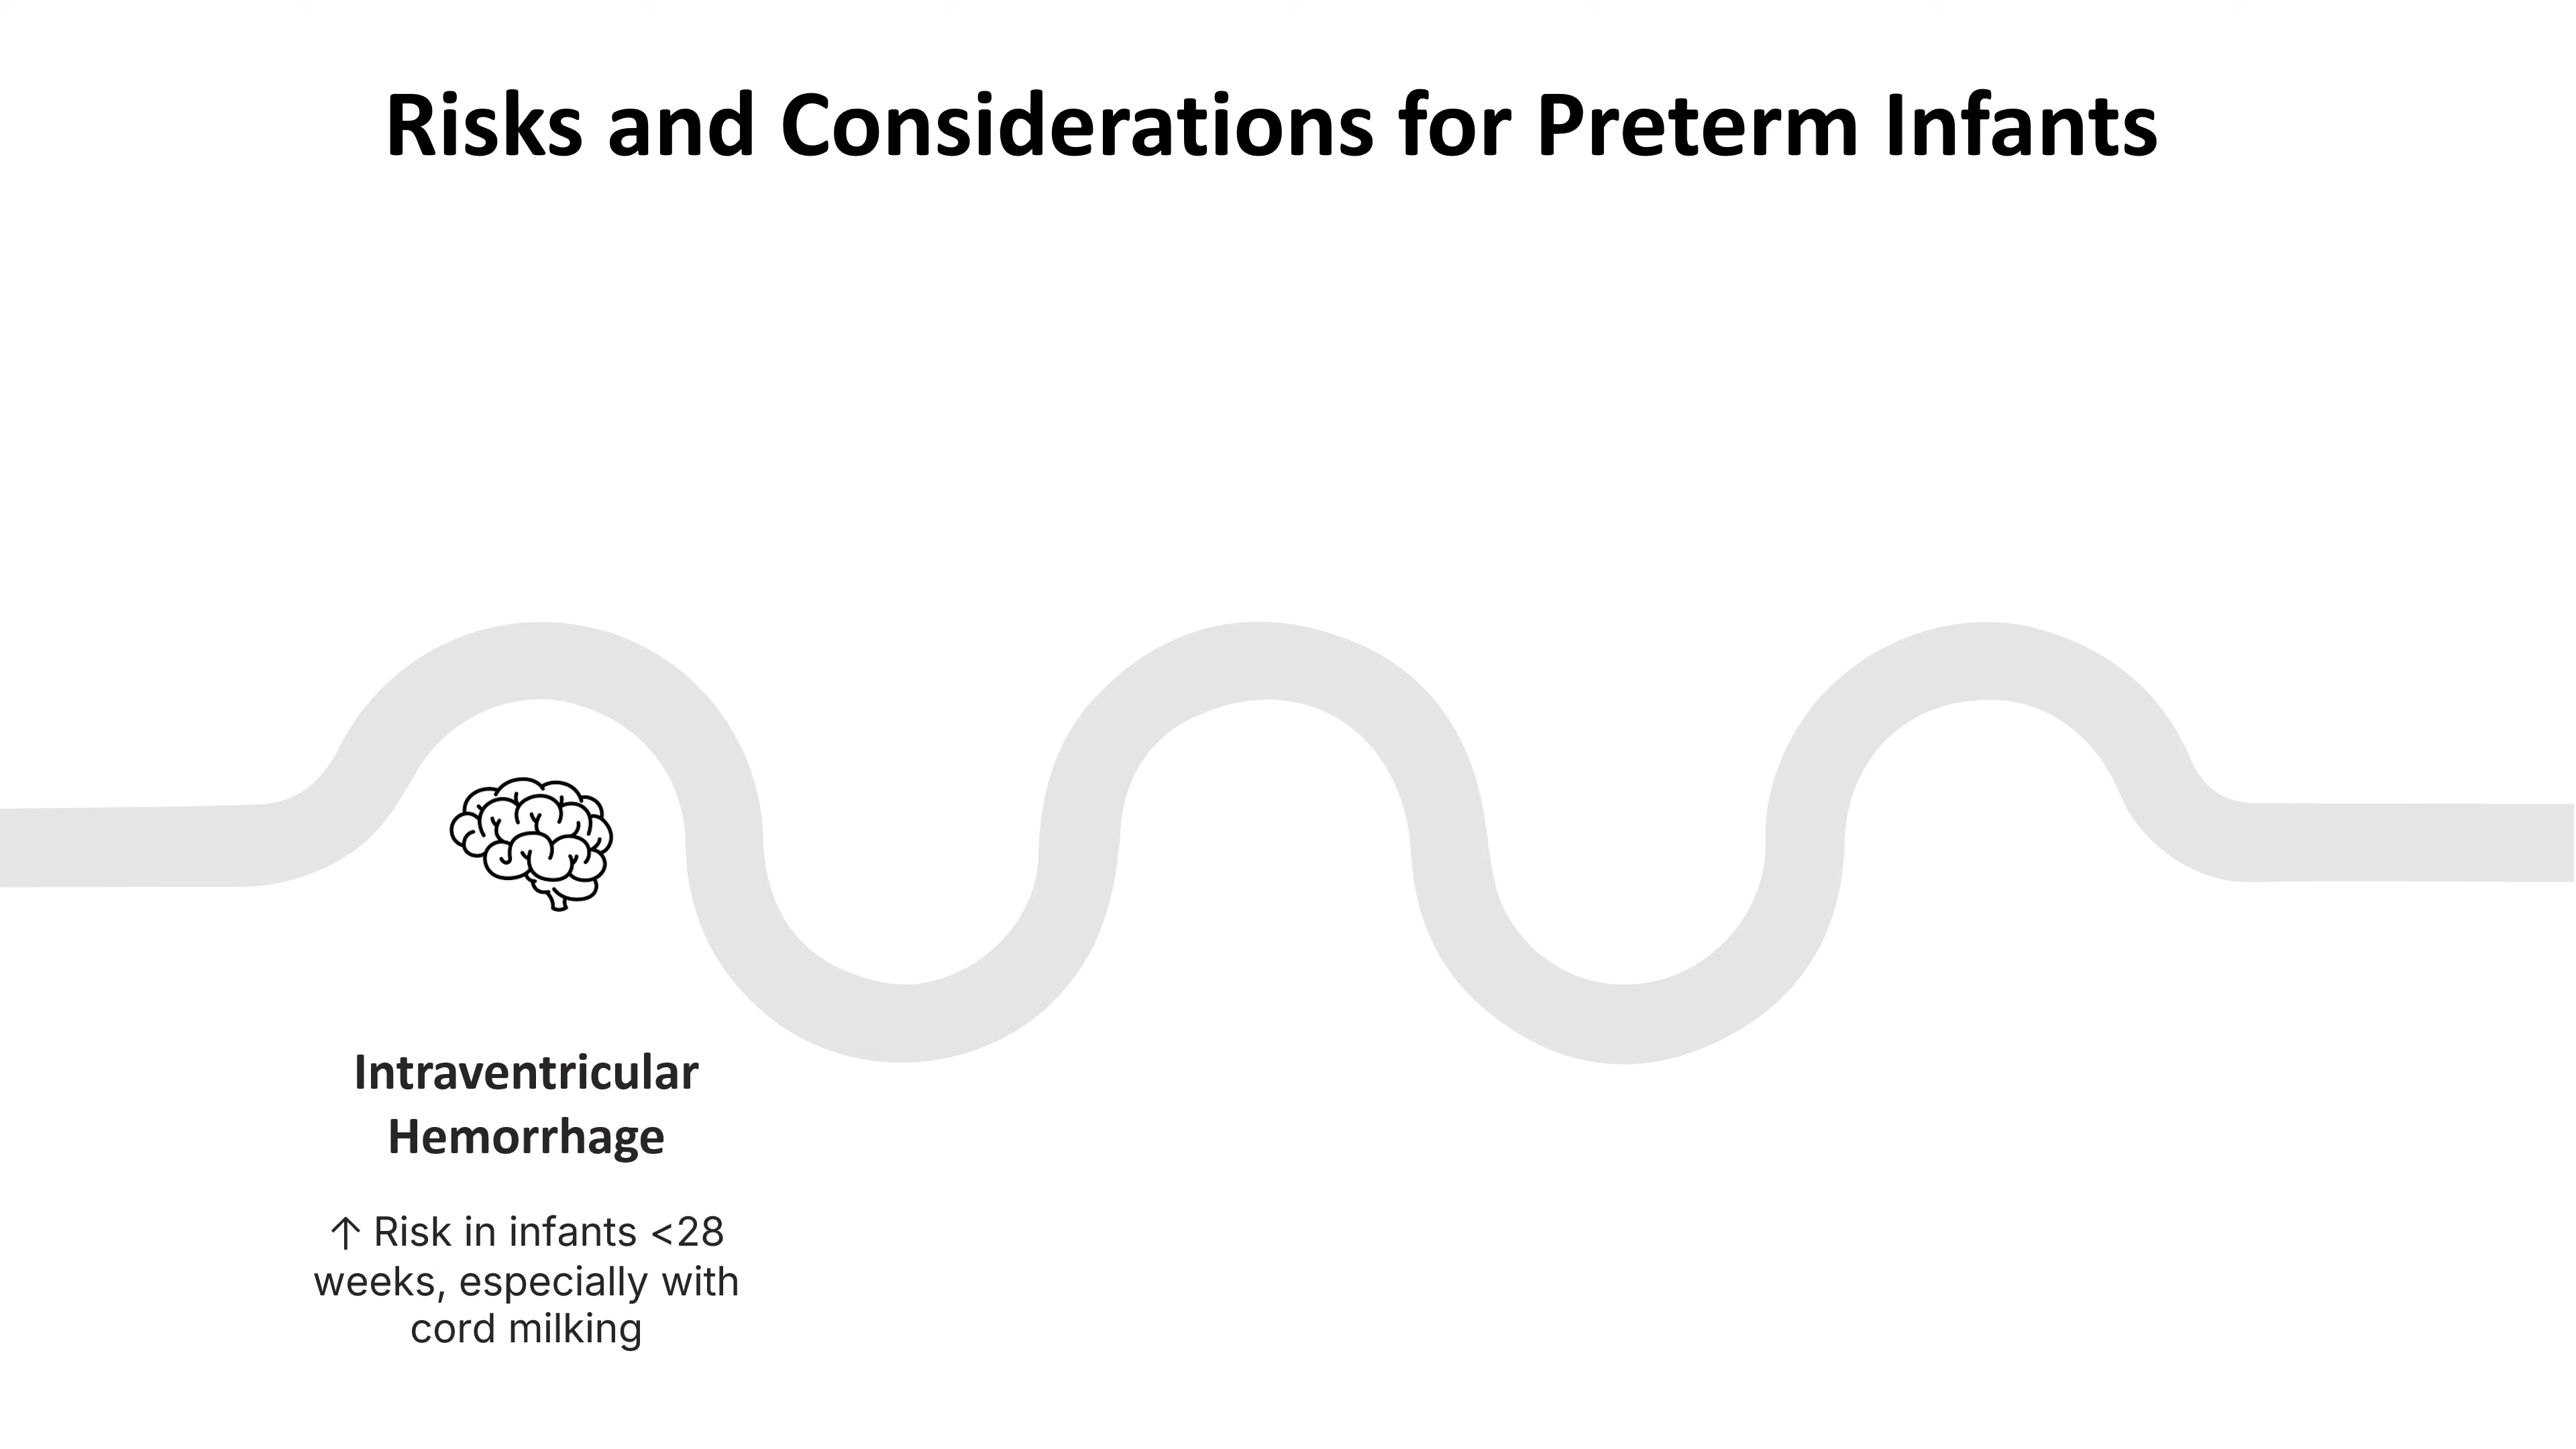 Risks and Considerations for Preterm Infants
Intraventricular
Hemorrhage
↑ Risk in infants <28
weeks, especially with
cord milking